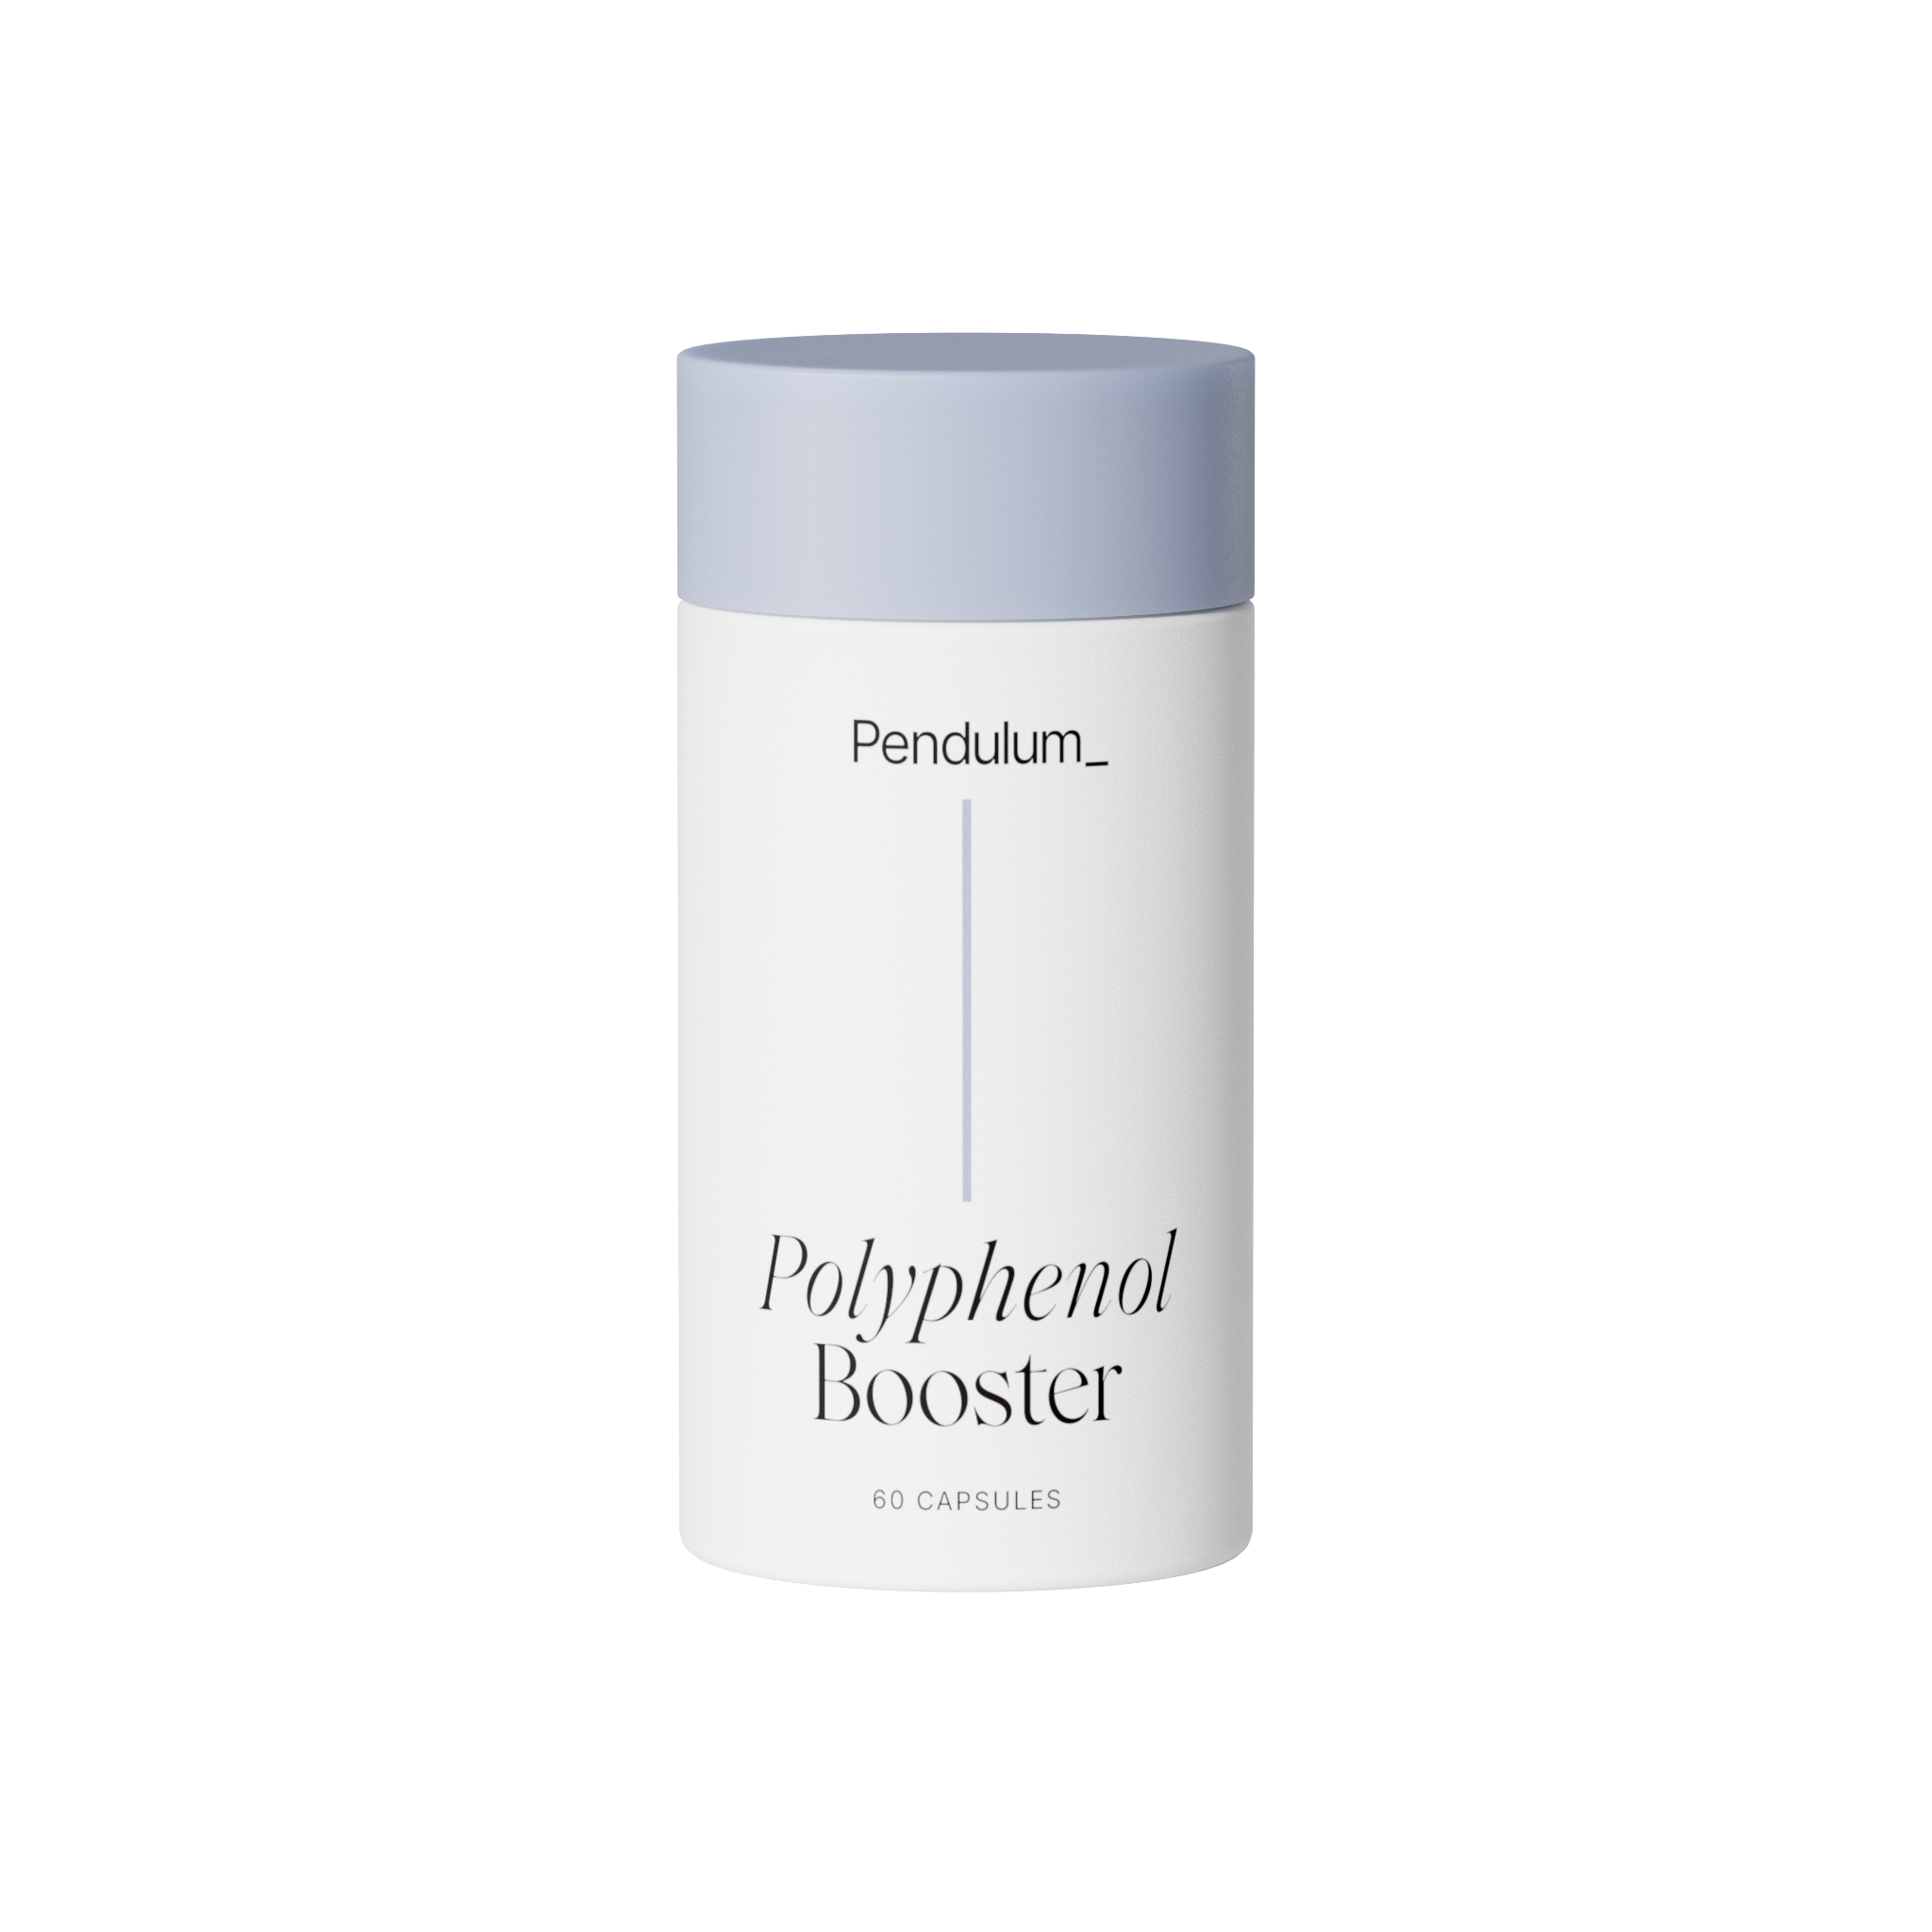 Pendulum_
Polyphenol
Booster
60 CAPSULES